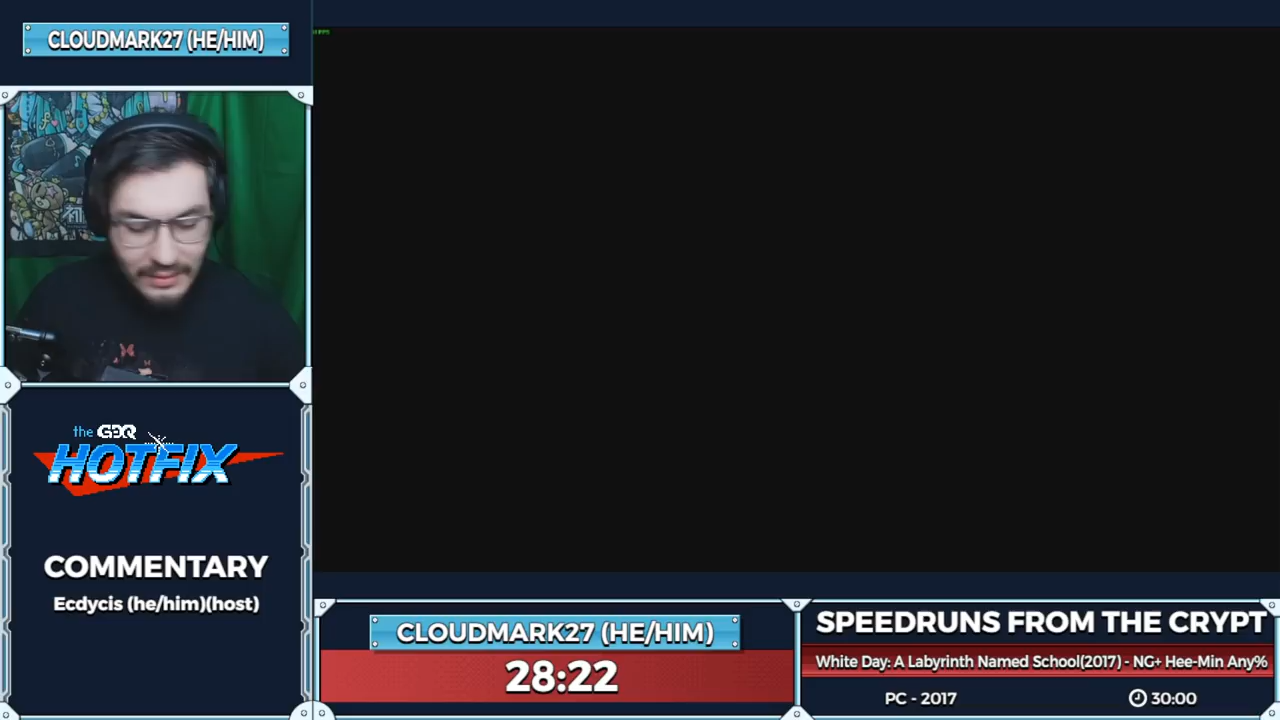 CLOUDMARK27 (HE/HIM)
the GDQ
HOTFIX
COMMENTARY
Ecdycis (he/him)(host)
CLOUDMARK27 (HE/HIM)
28:22
SPEEDRUNS FROM THE CRYPT
White Day: A Labyrinth Named School(2017) - NG+ Hee-Min Any%
PC - 2017
30:00